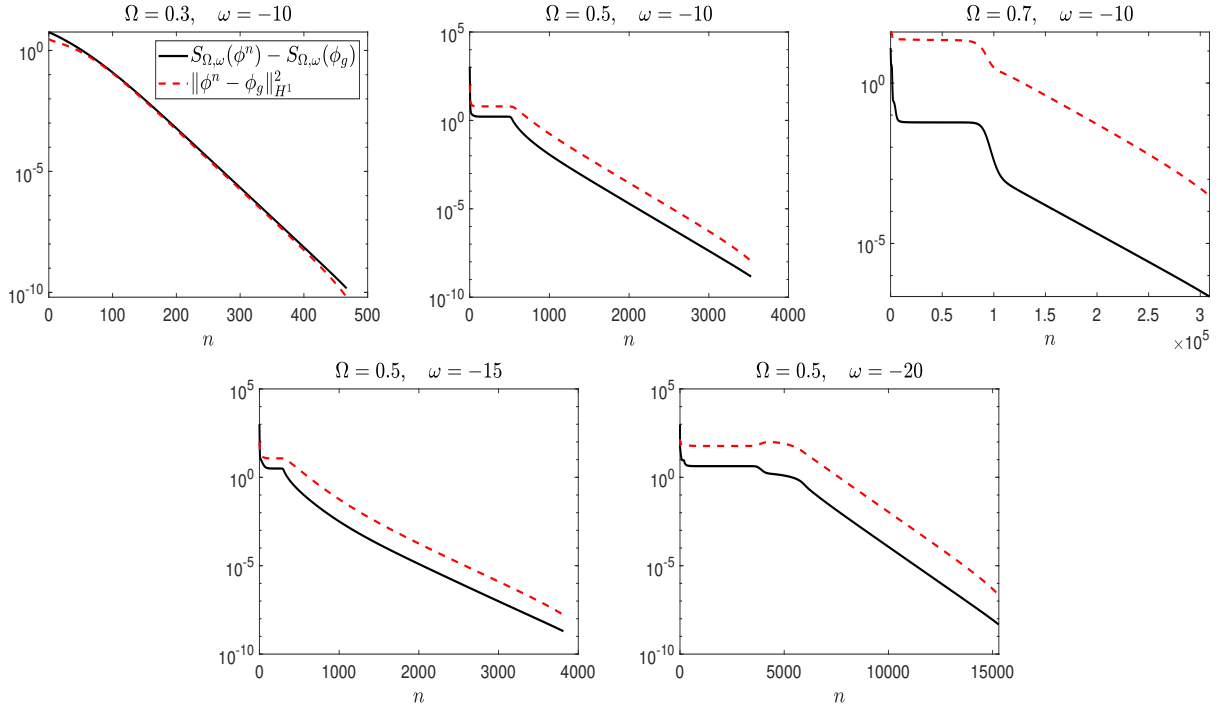 Ω = 0.3, ω = −10
10^0
10^-5
10^-10
0 100 200 300 400 500
n
S_{Ω,ω}(ϕ^n) − S_{Ω,ω}(ϕ_g)
‖ϕ^n − ϕ_g‖^2_{H^1}
Ω = 0.5, ω = −10
10^5
10^0
10^-5
10^-10
0 1000 2000 3000 4000
n
Ω = 0.7, ω = −10
10^0
10^-5
0 0.5 1 1.5 2 2.5 3
×10^5
n
Ω = 0.5, ω = −15
10^5
10^0
10^-5
10^-10
0 1000 2000 3000 4000
n
Ω = 0.5, ω = −20
10^5
10^0
10^-5
10^-10
0 5000 10000 15000
n